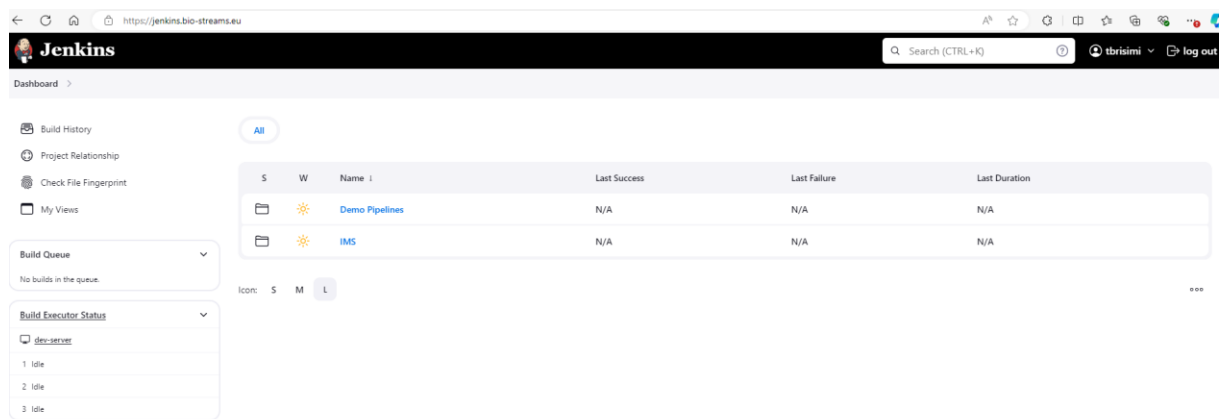 https://jenkins.bio-streams.eu
Jenkins
Search (CTRL+K)
tbrisimi
log out
Dashboard
Build History
Project Relationship
Check File Fingerprint
My Views
All
S W Name ↓ Last Success Last Failure Last Duration
Demo Pipelines N/A N/A N/A
IMS N/A N/A N/A
Icon: S M L
Build Queue
No builds in the queue.
Build Executor Status
dev-server
1 Idle
2 Idle
3 Idle